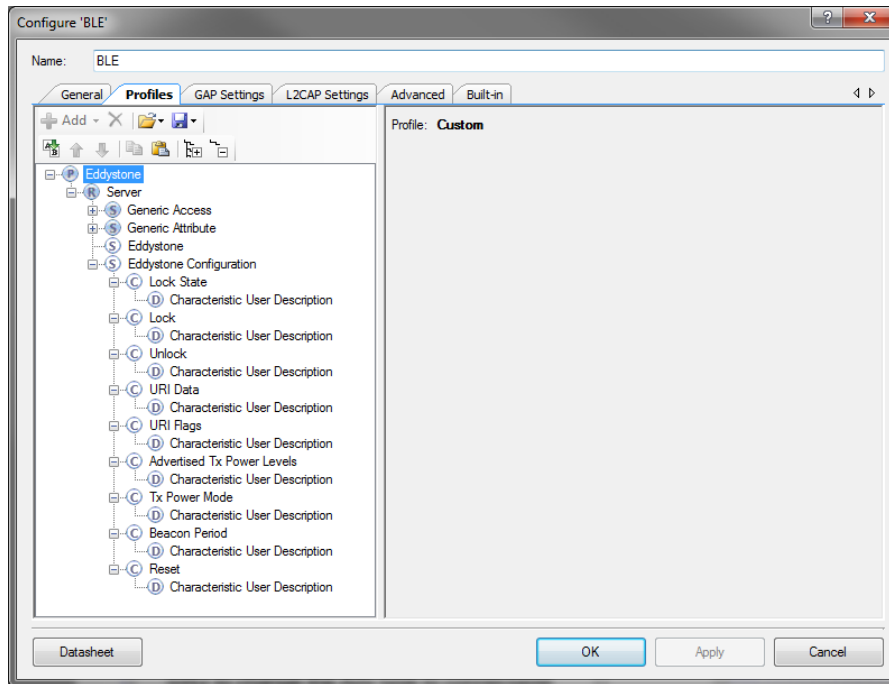 Configure 'BLE'
Name: BLE
General Profiles GAP Settings L2CAP Settings Advanced Built-in
Add
Profile: Custom
P Eddystone
R Server
S Generic Access
S Generic Attribute
S Eddystone
S Eddystone Configuration
C Lock State
D Characteristic User Description
C Lock
D Characteristic User Description
C Unlock
D Characteristic User Description
C URI Data
D Characteristic User Description
C URI Flags
D Characteristic User Description
C Advertised Tx Power Levels
D Characteristic User Description
C Tx Power Mode
D Characteristic User Description
C Beacon Period
D Characteristic User Description
C Reset
D Characteristic User Description
Datasheet OK Apply Cancel